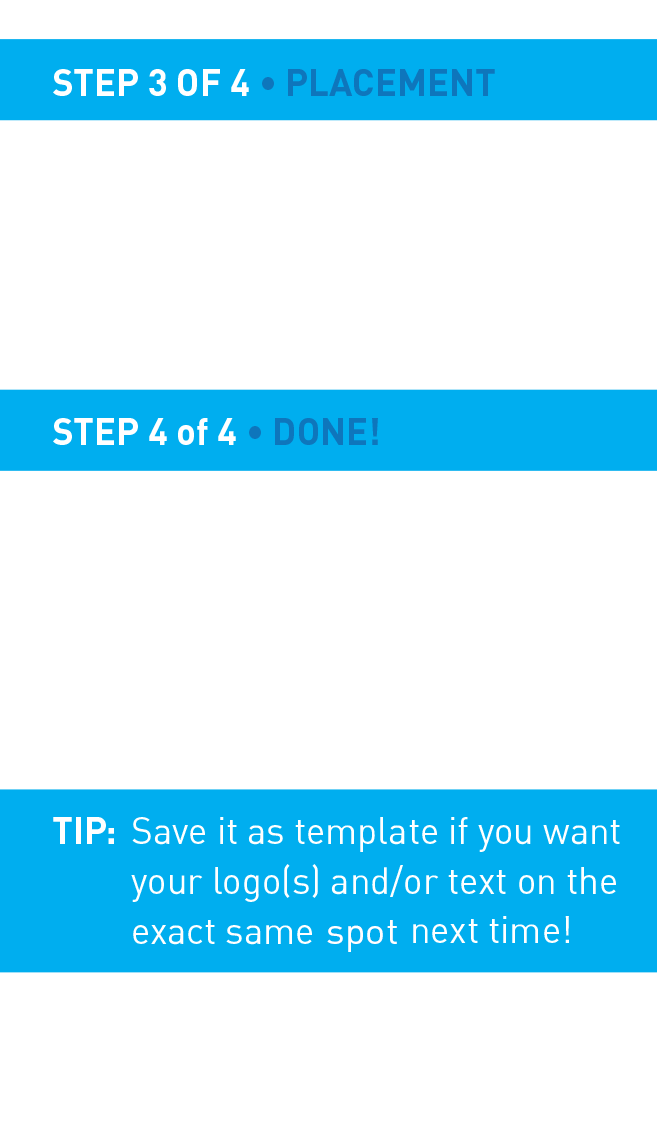 STEP 3 OF 4 • PLACEMENT
STEP 4 of 4 • DONE!
TIP: Save it as template if you want
your logo(s) and/or text on the
exact same spot next time!